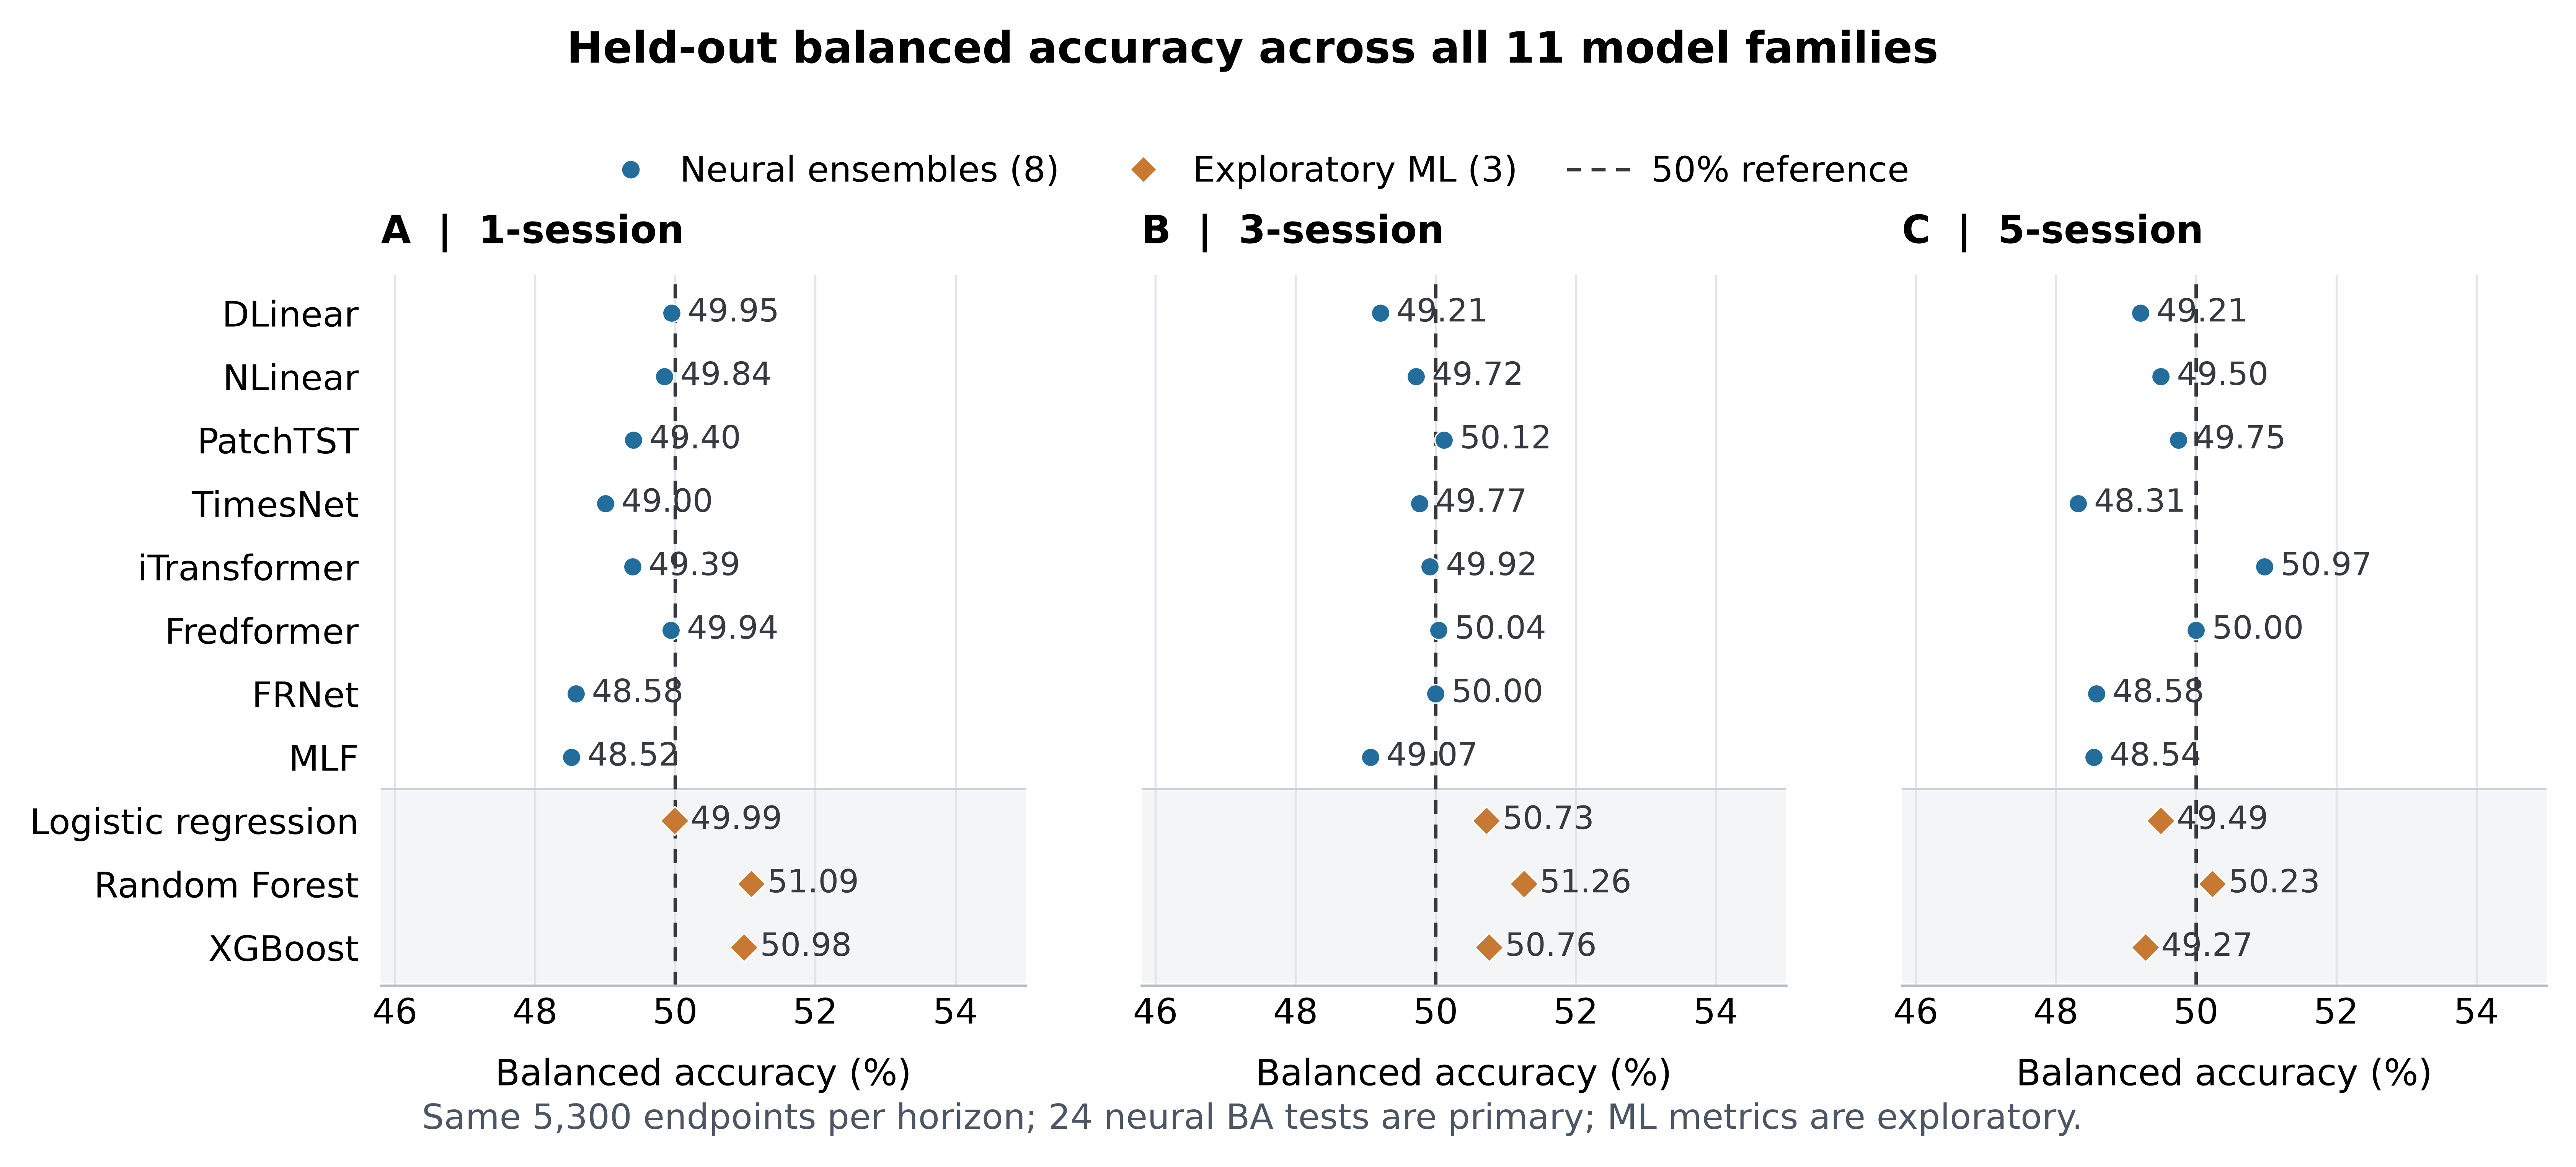 Held-out balanced accuracy across all 11 model families
Neural ensembles (8)
Exploratory ML (3)
50% reference
A | 1-session
B | 3-session
C | 5-session
DLinear 49.95 49.21 49.21
NLinear 49.84 49.72 49.50
PatchTST 49.40 50.12 49.75
TimesNet 49.00 49.77 48.31
iTransformer 49.39 49.92 50.97
Fredformer 49.94 50.04 50.00
FRNet 48.58 50.00 48.58
MLF 48.52 49.07 48.54
Logistic regression 49.99 50.73 49.49
Random Forest 51.09 51.26 50.23
XGBoost 50.98 50.76 49.27
46 48 50 52 54 46 48 50 52 54 46 48 50 52 54
Balanced accuracy (%) Balanced accuracy (%) Balanced accuracy (%)
Same 5,300 endpoints per horizon; 24 neural BA tests are primary; ML metrics are exploratory.